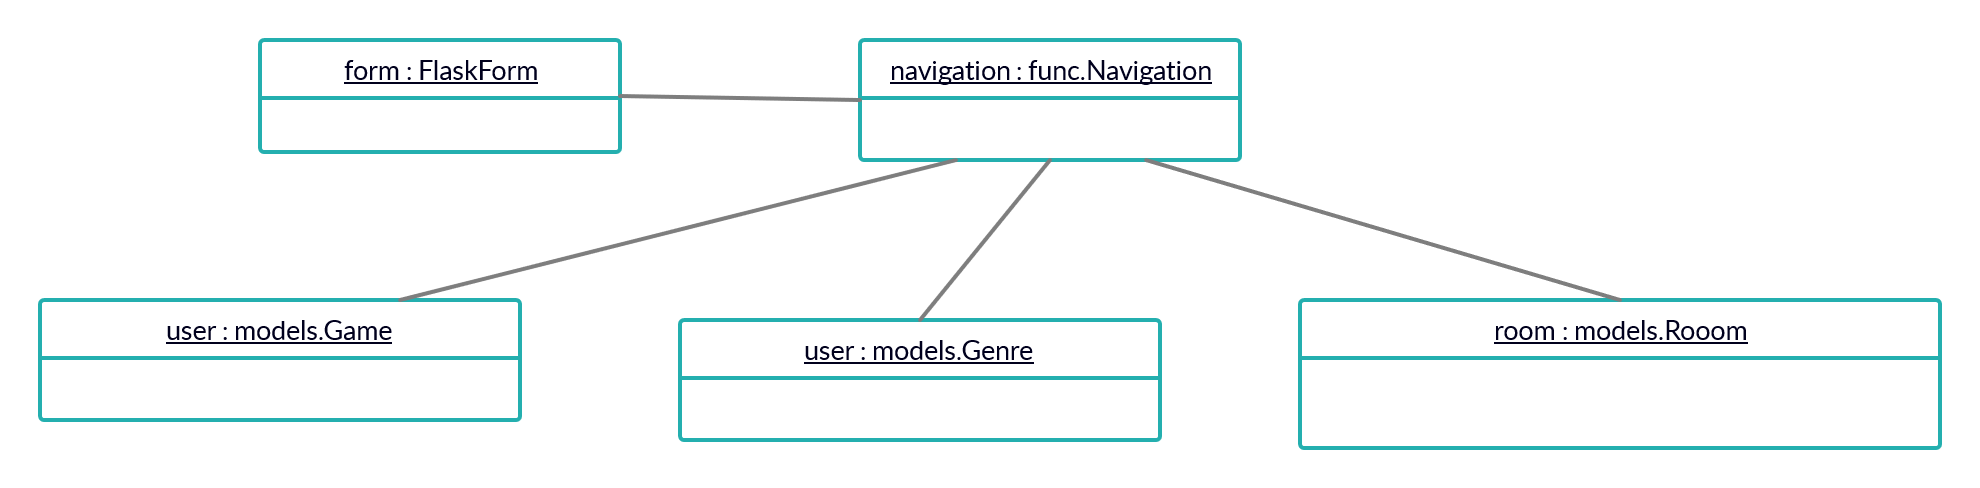 form : FlaskForm
navigation : func.Navigation
user : models.Game
user : models.Genre
room : models.Rooom